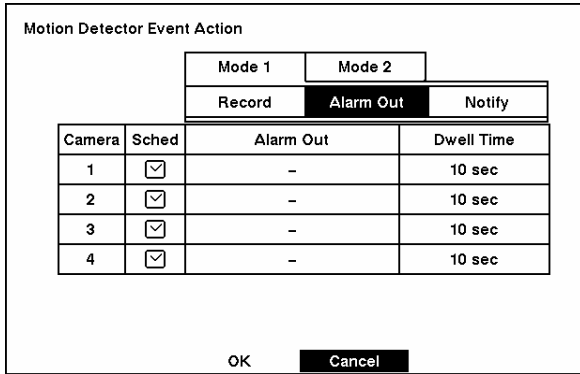 Motion Detector Event Action
Mode 1 Mode 2
Record Alarm Out Notify
Camera Sched Alarm Out Dwell Time
1 – 10 sec
2 – 10 sec
3 – 10 sec
4 – 10 sec
OK Cancel